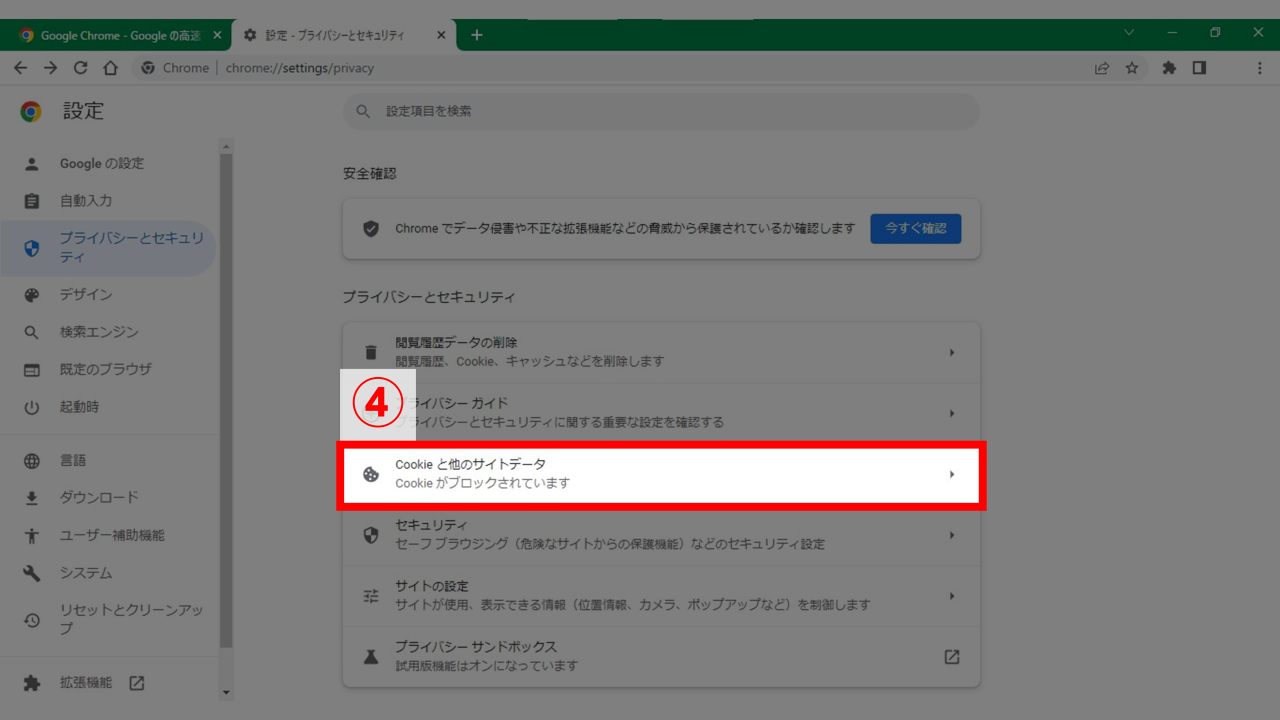 Google Chrome - Google の高速
設定 - プライバシーとセキュリティ
Chrome
chrome://settings/privacy
設定
設定項目を検索
Google の設定
自動入力
プライバシーとセキュリ
ティ
デザイン
検索エンジン
既定のブラウザ
起動時
言語
ダウンロード
ユーザー補助機能
システム
リセットとクリーンアッ
プ
拡張機能
安全確認
Chrome でデータ侵害や不正な拡張機能などの脅威から保護されているか確認します
今すぐ確認
プライバシーとセキュリティ
閲覧履歴データの削除
閲覧履歴、Cookie、キャッシュなどを削除します
④
プライバシー ガイド
プライバシーとセキュリティに関する重要な設定を確認する
Cookie と他のサイトデータ
Cookie がブロックされています
セキュリティ
セーフ ブラウジング（危険なサイトからの保護機能）などのセキュリティ設定
サイトの設定
サイトが使用、表示できる情報（位置情報、カメラ、ポップアップなど）を制御します
プライバシー サンドボックス
試用版機能はオンになっています